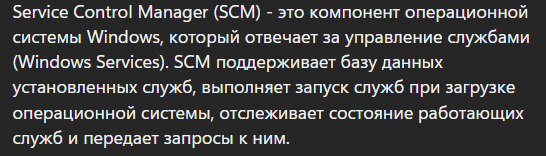 Service Control Manager (SCM) - это компонент операционной
системы Windows, который отвечает за управление службами
(Windows Services). SCM поддерживает базу данных
установленных служб, выполняет запуск служб при загрузке
операционной системы, отслеживает состояние работающих
служб и передает запросы к ним.